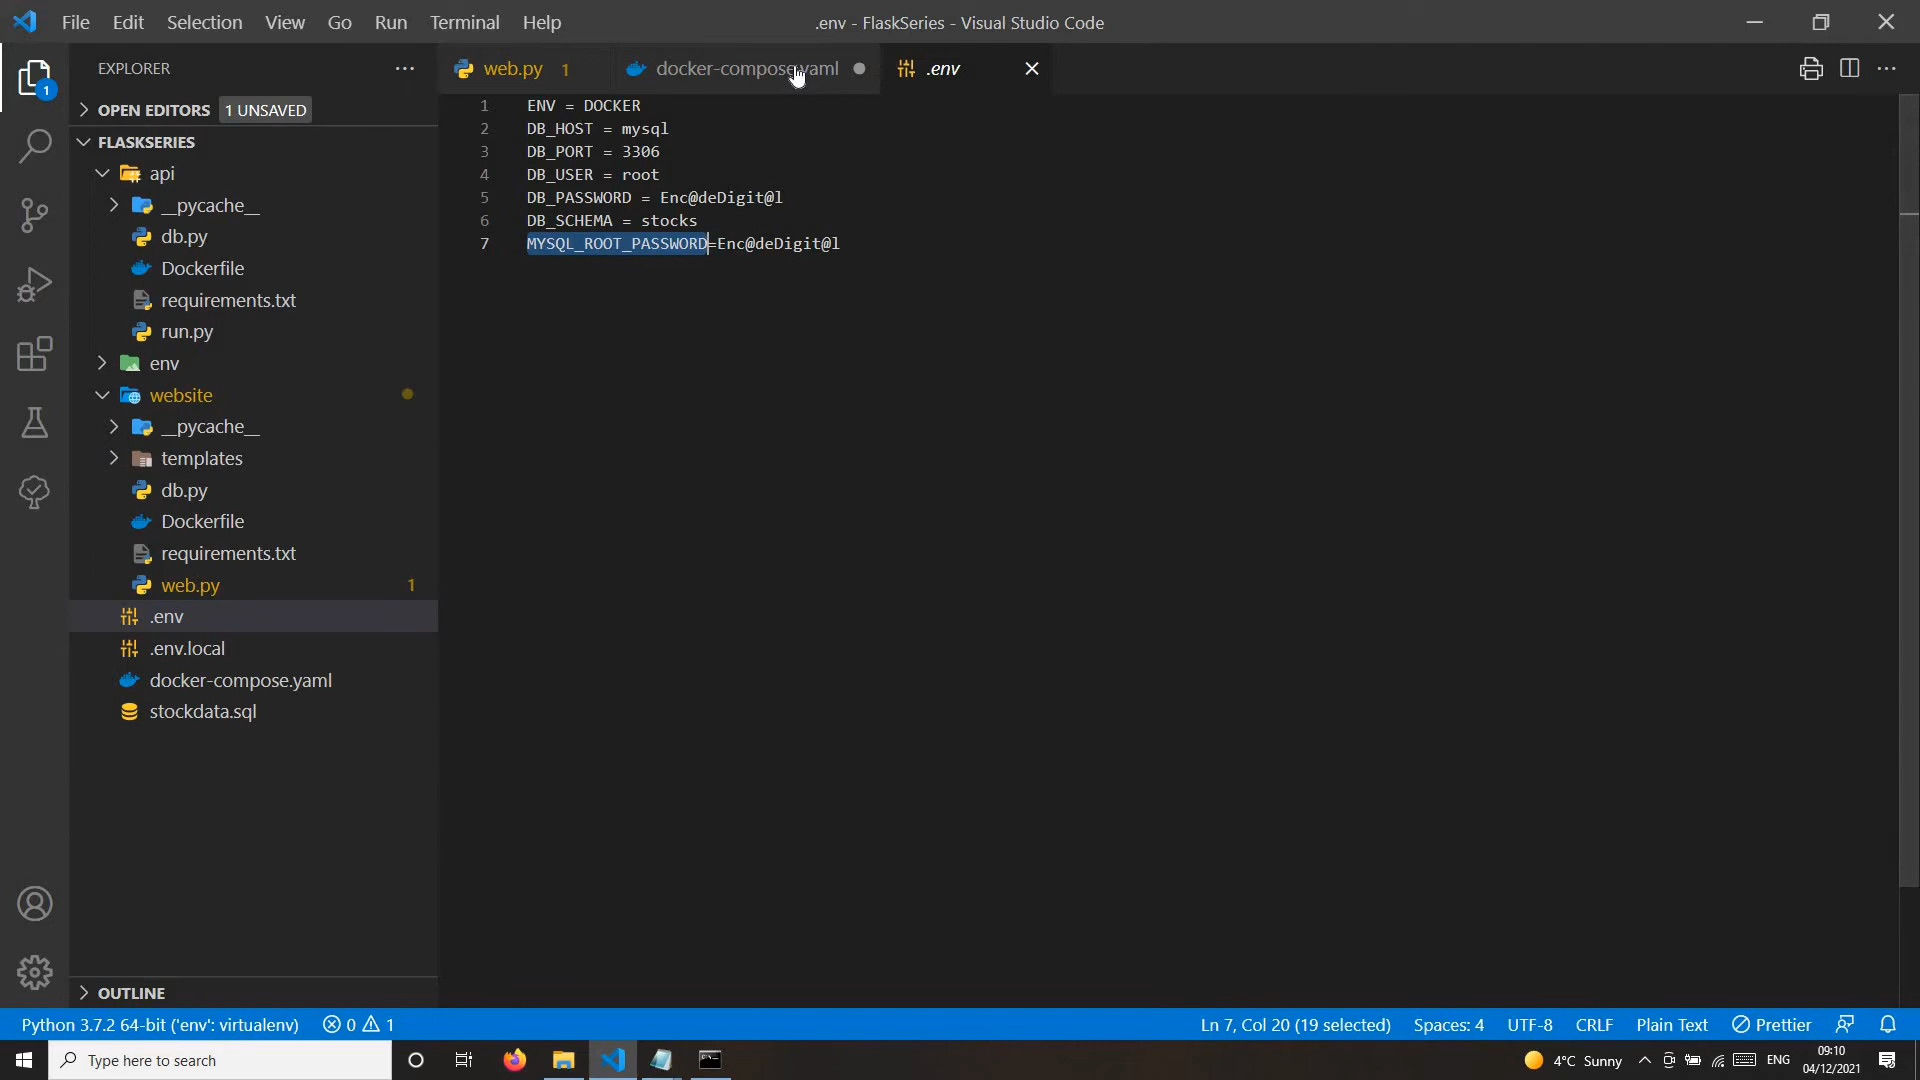 File Edit Selection View Go Run Terminal Help
.env - FlaskSeries - Visual Studio Code
EXPLORER
web.py 1
docker-compose.yaml
.env
1
OPEN EDITORS 1 UNSAVED
FLASKSERIES
api
__pycache__
db.py
Dockerfile
requirements.txt
run.py
env
website
__pycache__
templates
db.py
Dockerfile
requirements.txt
web.py 1
.env
.env.local
docker-compose.yaml
stockdata.sql
OUTLINE
1 ENV = DOCKER
2 DB_HOST = mysql
3 DB_PORT = 3306
4 DB_USER = root
5 DB_PASSWORD = Enc@deDigit@l
6 DB_SCHEMA = stocks
7 MYSQL_ROOT_PASSWORD=Enc@deDigit@l
Python 3.7.2 64-bit ('env': virtualenv) 0 1
Ln 7, Col 20 (19 selected) Spaces: 4 UTF-8 CRLF Plain Text Prettier
Type here to search
4°C Sunny ENG
09:10
04/12/2021